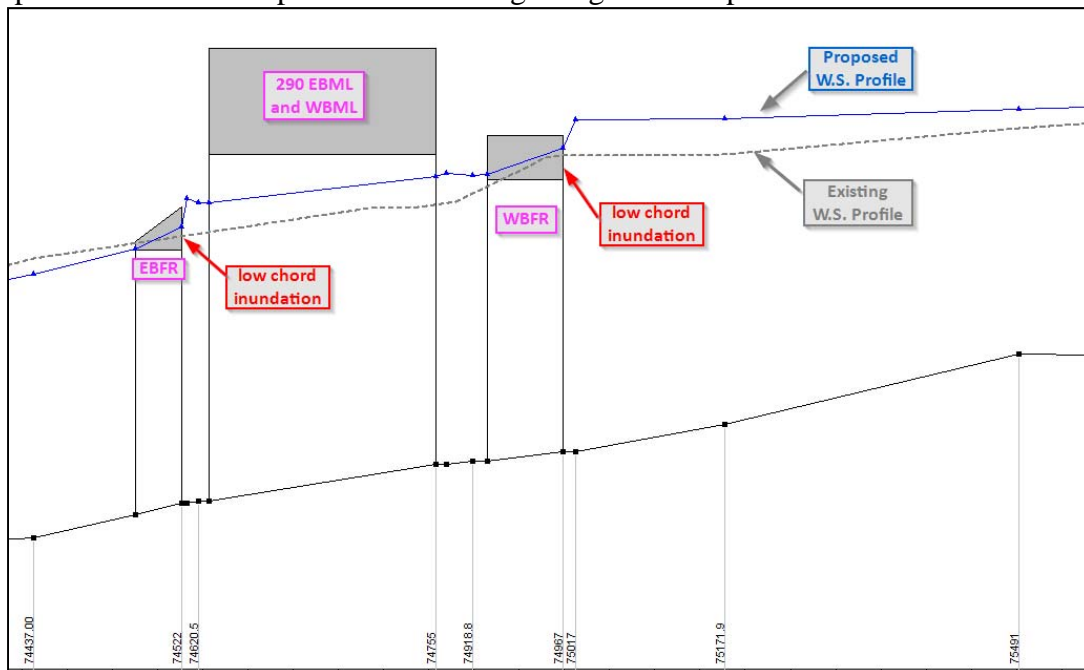 290 EBML
and WBML
Proposed
W.S. Profile
Existing
W.S. Profile
WBFR
low chord
inundation
EBFR
low chord
inundation
74437.00
74522
74620.5
74755
74918.8
74967
75017
75171.9
75491